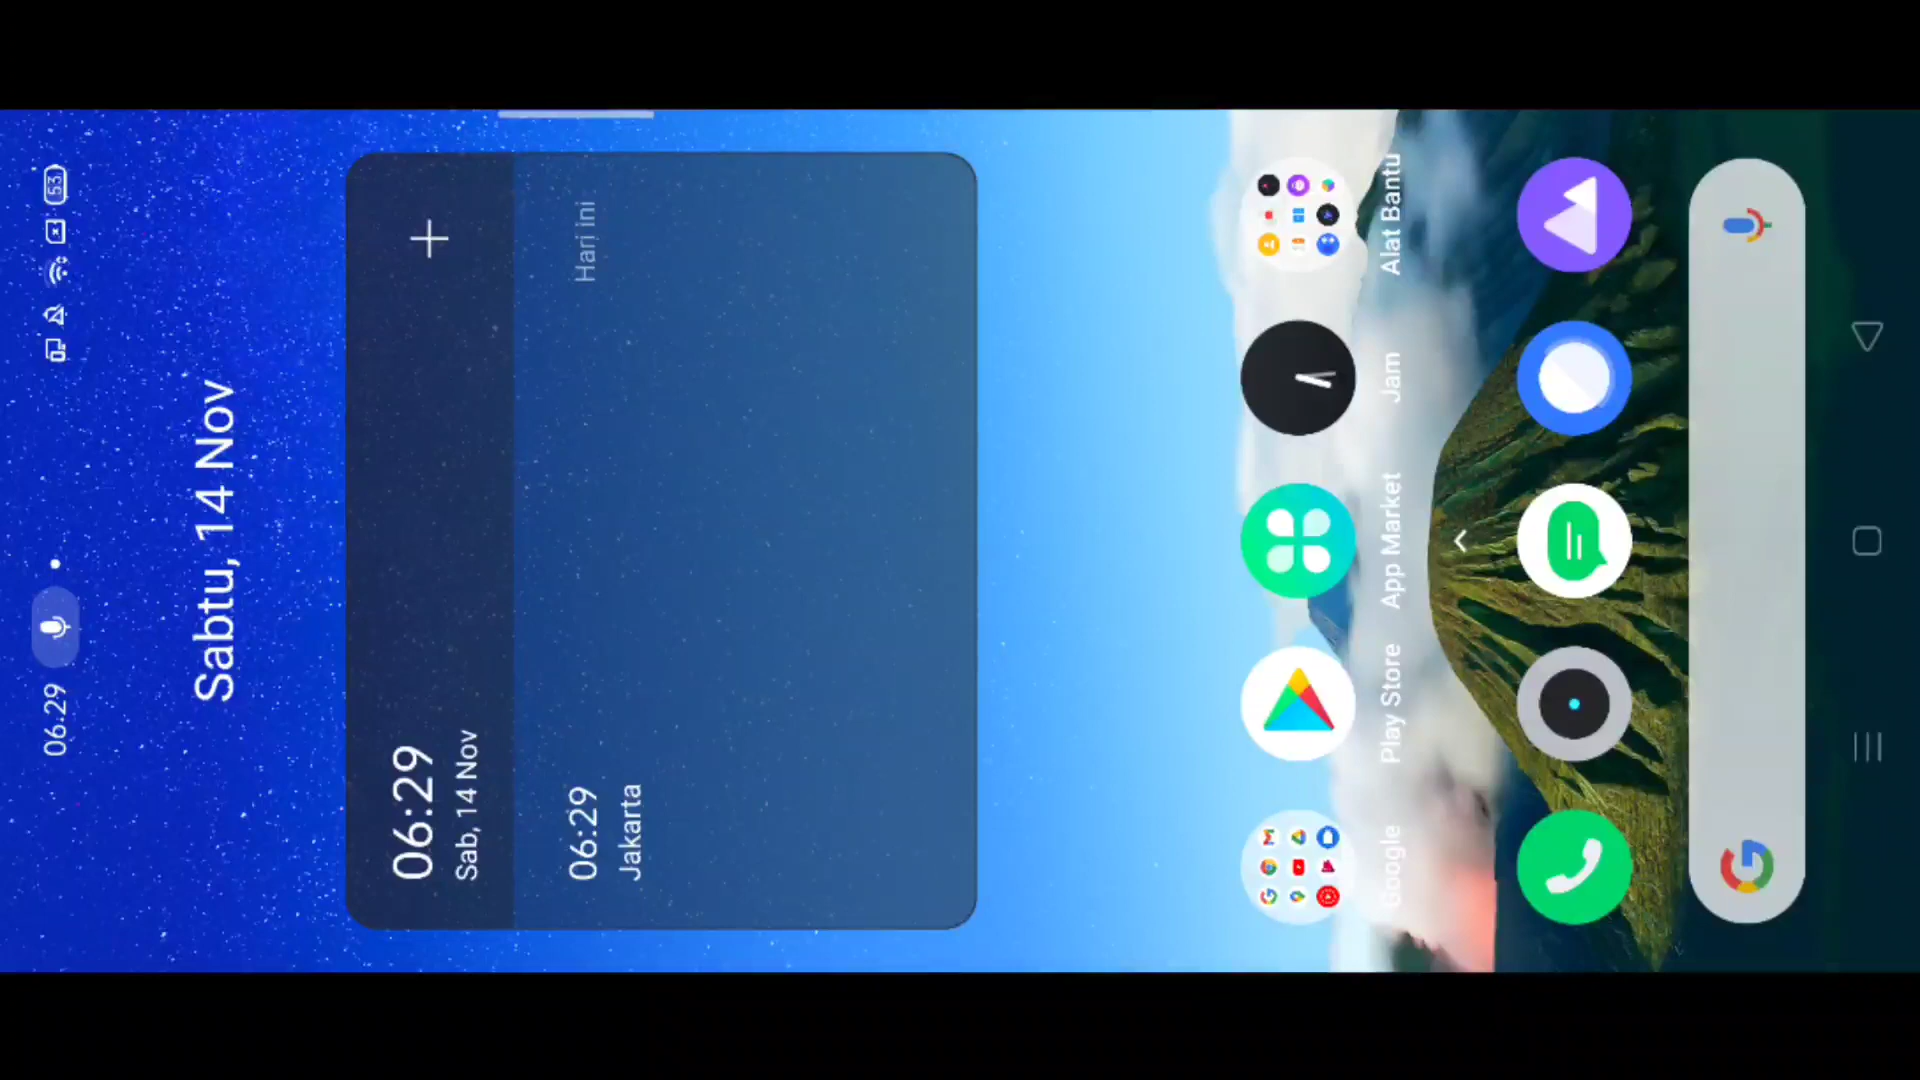 06.29
53
Sabtu, 14 Nov
06:29
Sab, 14 Nov
Hari ini
06:29
Jakarta
Google
Play Store
App Market
Jam
Alat Bantu